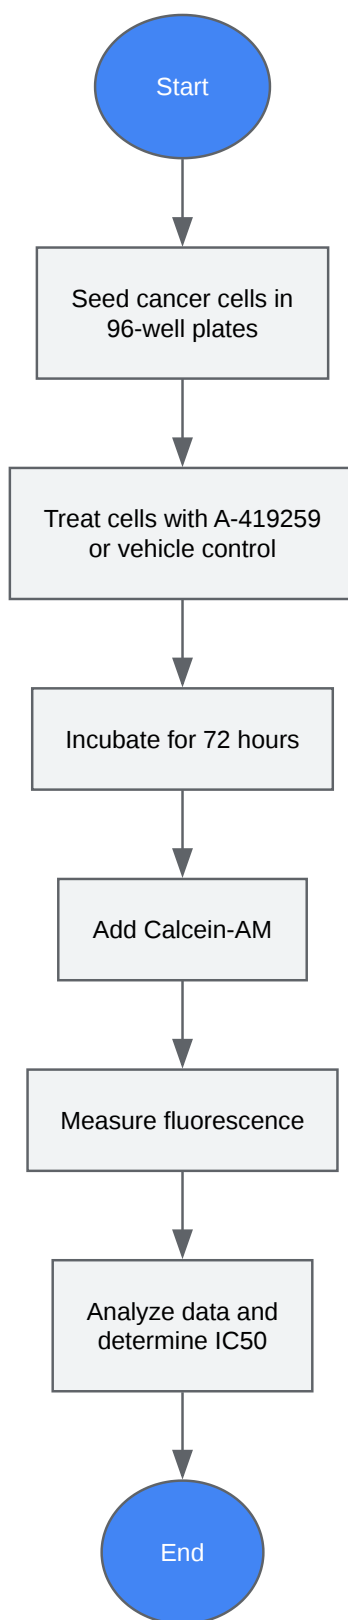 Start
Seed cancer cells in
96-well plates
Treat cells with A-419259
or vehicle control
Incubate for 72 hours
Add Calcein-AM
Measure fluorescence
Analyze data and
determine IC50
End